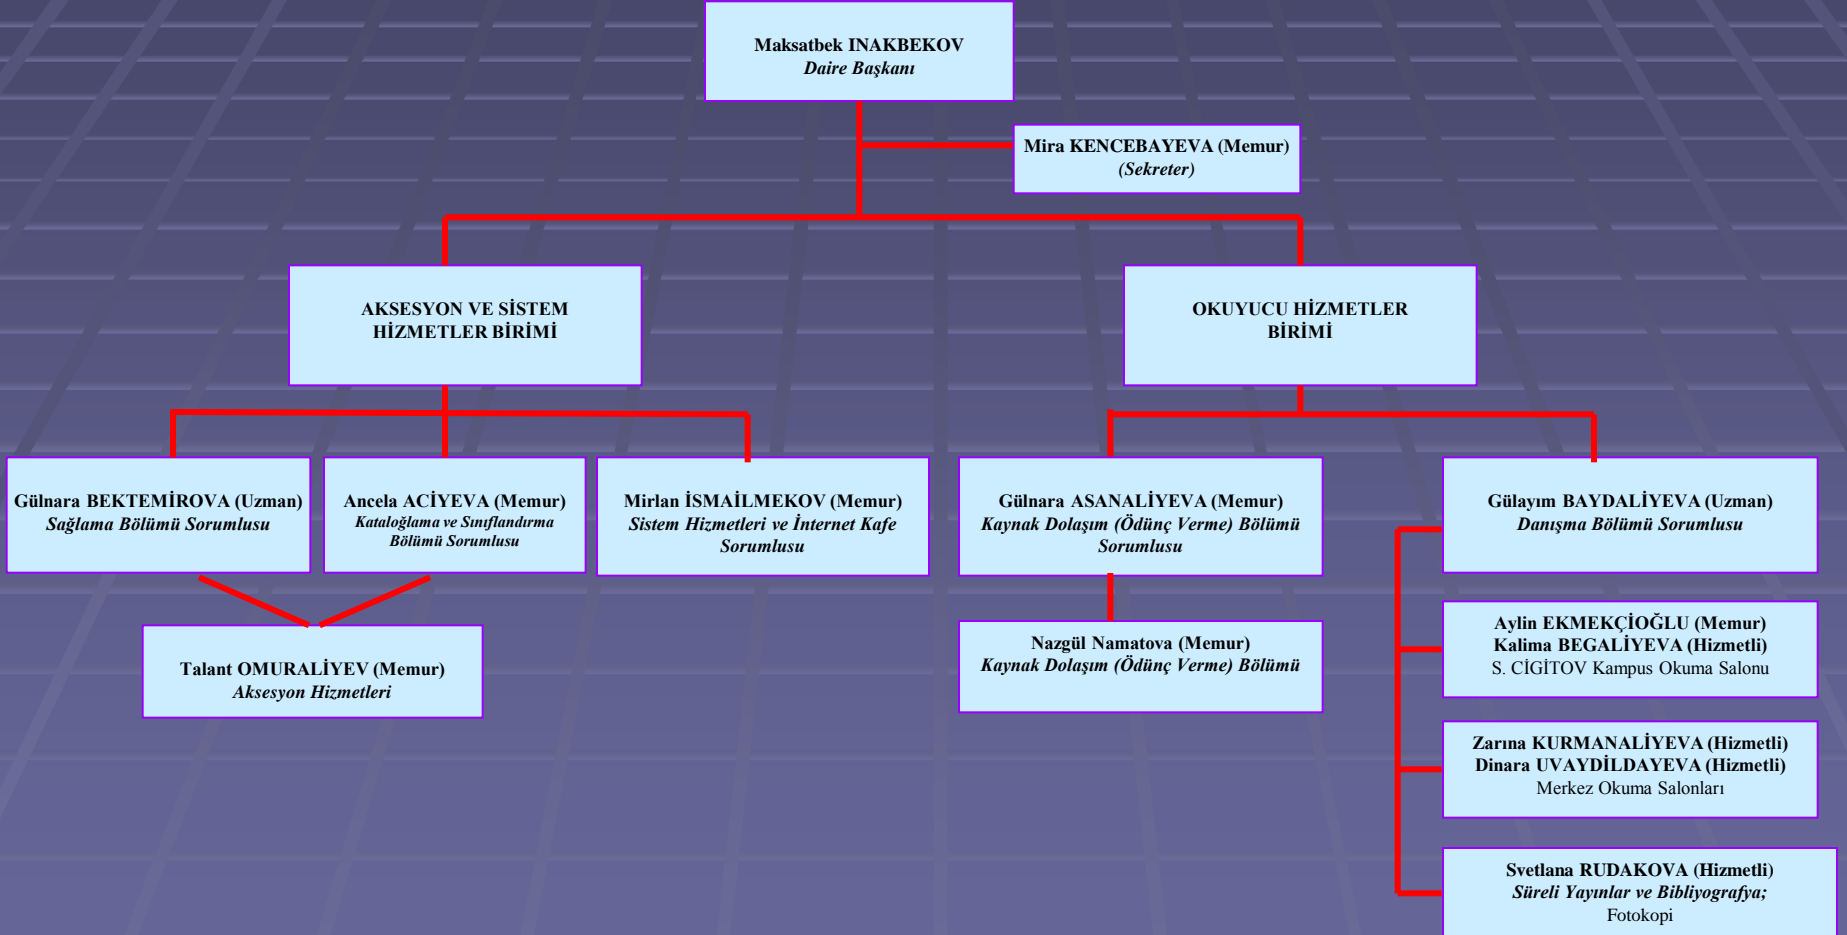 Maksatbek INAKBEKOV
Daire Başkanı
Mira KENCEBAYEVA (Memur)
(Sekreter)
AKSESYON VE SİSTEM
HİZMETLER BİRİMİ
OKUYUCU HİZMETLER
BİRİMİ
Gülnara BEKTEMİROVA (Uzman)
Sağlama Bölümü Sorumlusu
Ancela ACİYEVA (Memur)
Kataloğlama ve Sınıflandırma
Bölümü Sorumlusu
Mirlan İSMAİLMEKOV (Memur)
Sistem Hizmetleri ve İnternet Kafe
Sorumlusu
Gülnara ASANALİYEVA (Memur)
Kaynak Dolaşım (Ödünç Verme) Bölümü
Sorumlusu
Gülayım BAYDALİYEVA (Uzman)
Danışma Bölümü Sorumlusu
Talant OMURALİYEV (Memur)
Aksesyon Hizmetleri
Nazgül Namatova (Memur)
Kaynak Dolaşım (Ödünç Verme) Bölümü
Aylin EKMEKÇİOĞLU (Memur)
Kalima BEGALİYEVA (Hizmetli)
S. CİGİTOV Kampus Okuma Salonu
Zarına KURMANALİYEVA (Hizmetli)
Dinara UVAYDİLDAYEVA (Hizmetli)
Merkez Okuma Salonları
Svetlana RUDAKOVA (Hizmetli)
Süreli Yayınlar ve Bibliyografya;
Fotokopi